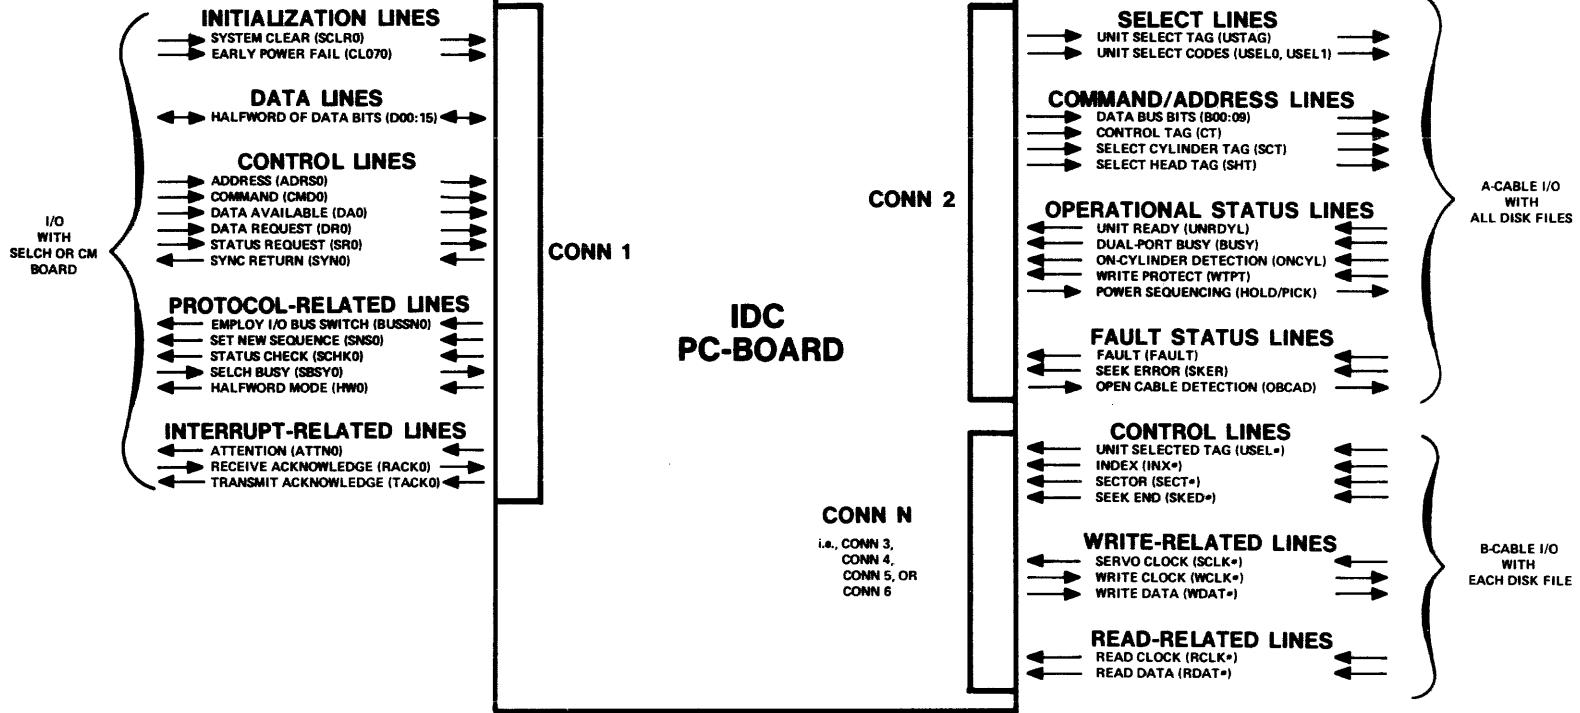 INITIALIZATION LINES
SYSTEM CLEAR (SCLR0)
EARLY POWER FAIL (CL070)
DATA LINES
HALFWORD OF DATA BITS (D00:15)
CONTROL LINES
ADDRESS (ADRS0)
COMMAND (CMD0)
DATA AVAILABLE (DA0)
DATA REQUEST (DR0)
STATUS REQUEST (SR0)
SYNC RETURN (SYN0)
PROTOCOL-RELATED LINES
EMPLOY I/O BUS SWITCH (BUSSN0)
SET NEW SEQUENCE (SNS0)
STATUS CHECK (SCHK0)
SELCH BUSY (SBSY0)
HALFWORD MODE (HW0)
INTERRUPT-RELATED LINES
ATTENTION (ATTN0)
RECEIVE ACKNOWLEDGE (RACK0)
TRANSMIT ACKNOWLEDGE (TACK0)
I/O
WITH
SELCH OR CM
BOARD
CONN 1
IDC
PC-BOARD
CONN 2
CONN N
i.e., CONN 3,
CONN 4,
CONN 5, OR
CONN 6
SELECT LINES
UNIT SELECT TAG (USTAG)
UNIT SELECT CODES (USEL0, USEL1)
COMMAND/ADDRESS LINES
DATA BUS BITS (B00:09)
CONTROL TAG (CT)
SELECT CYLINDER TAG (SCT)
SELECT HEAD TAG (SHT)
OPERATIONAL STATUS LINES
UNIT READY (UNRDYL)
DUAL-PORT BUSY (BUSY)
ON-CYLINDER DETECTION (ONCYL)
WRITE PROTECT (WTPT)
POWER SEQUENCING (HOLD/PICK)
FAULT STATUS LINES
FAULT (FAULT)
SEEK ERROR (SKER)
OPEN CABLE DETECTION (OBCAD)
CONTROL LINES
UNIT SELECTED TAG (USEL*)
INDEX (INX*)
SECTOR (SECT*)
SEEK END (SKED*)
WRITE-RELATED LINES
SERVO CLOCK (SCLK*)
WRITE CLOCK (WCLK*)
WRITE DATA (WDAT*)
READ-RELATED LINES
READ CLOCK (RCLK*)
READ DATA (RDAT*)
A-CABLE I/O
WITH
ALL DISK FILES
B-CABLE I/O
WITH
EACH DISK FILE